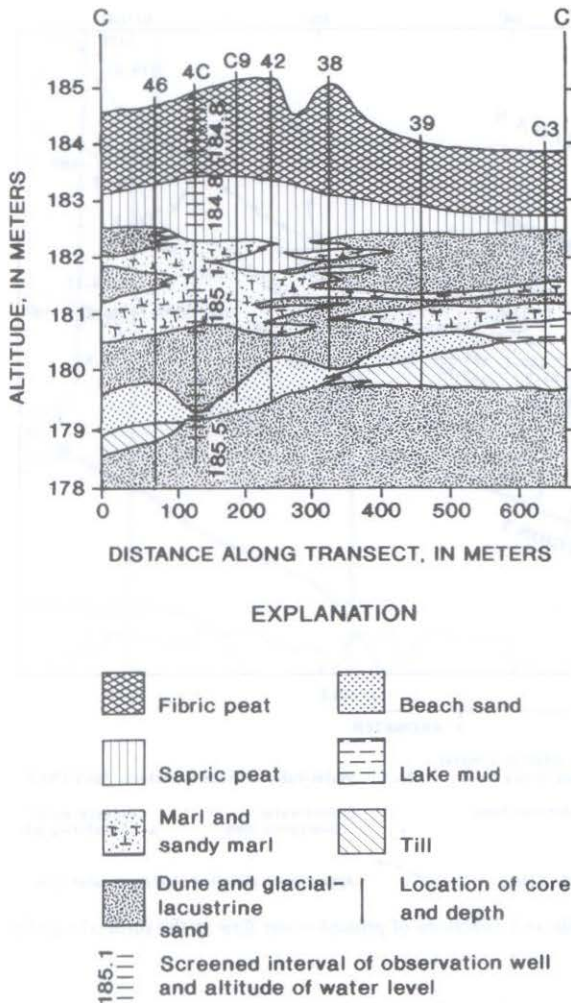 C C
46 4C C9 42 38 39 C3
185
184
183
182
181
180
179
178
ALTITUDE, IN METERS
184.8
184.8
185.1
185.5
0 100 200 300 400 500 600
DISTANCE ALONG TRANSECT, IN METERS
EXPLANATION
Fibric peat
Beach sand
Sapric peat
Lake mud
Marl and
sandy marl
Till
Dune and glacial-
lacustrine
sand
Location of core
and depth
185.1
Screened interval of observation well
and altitude of water level